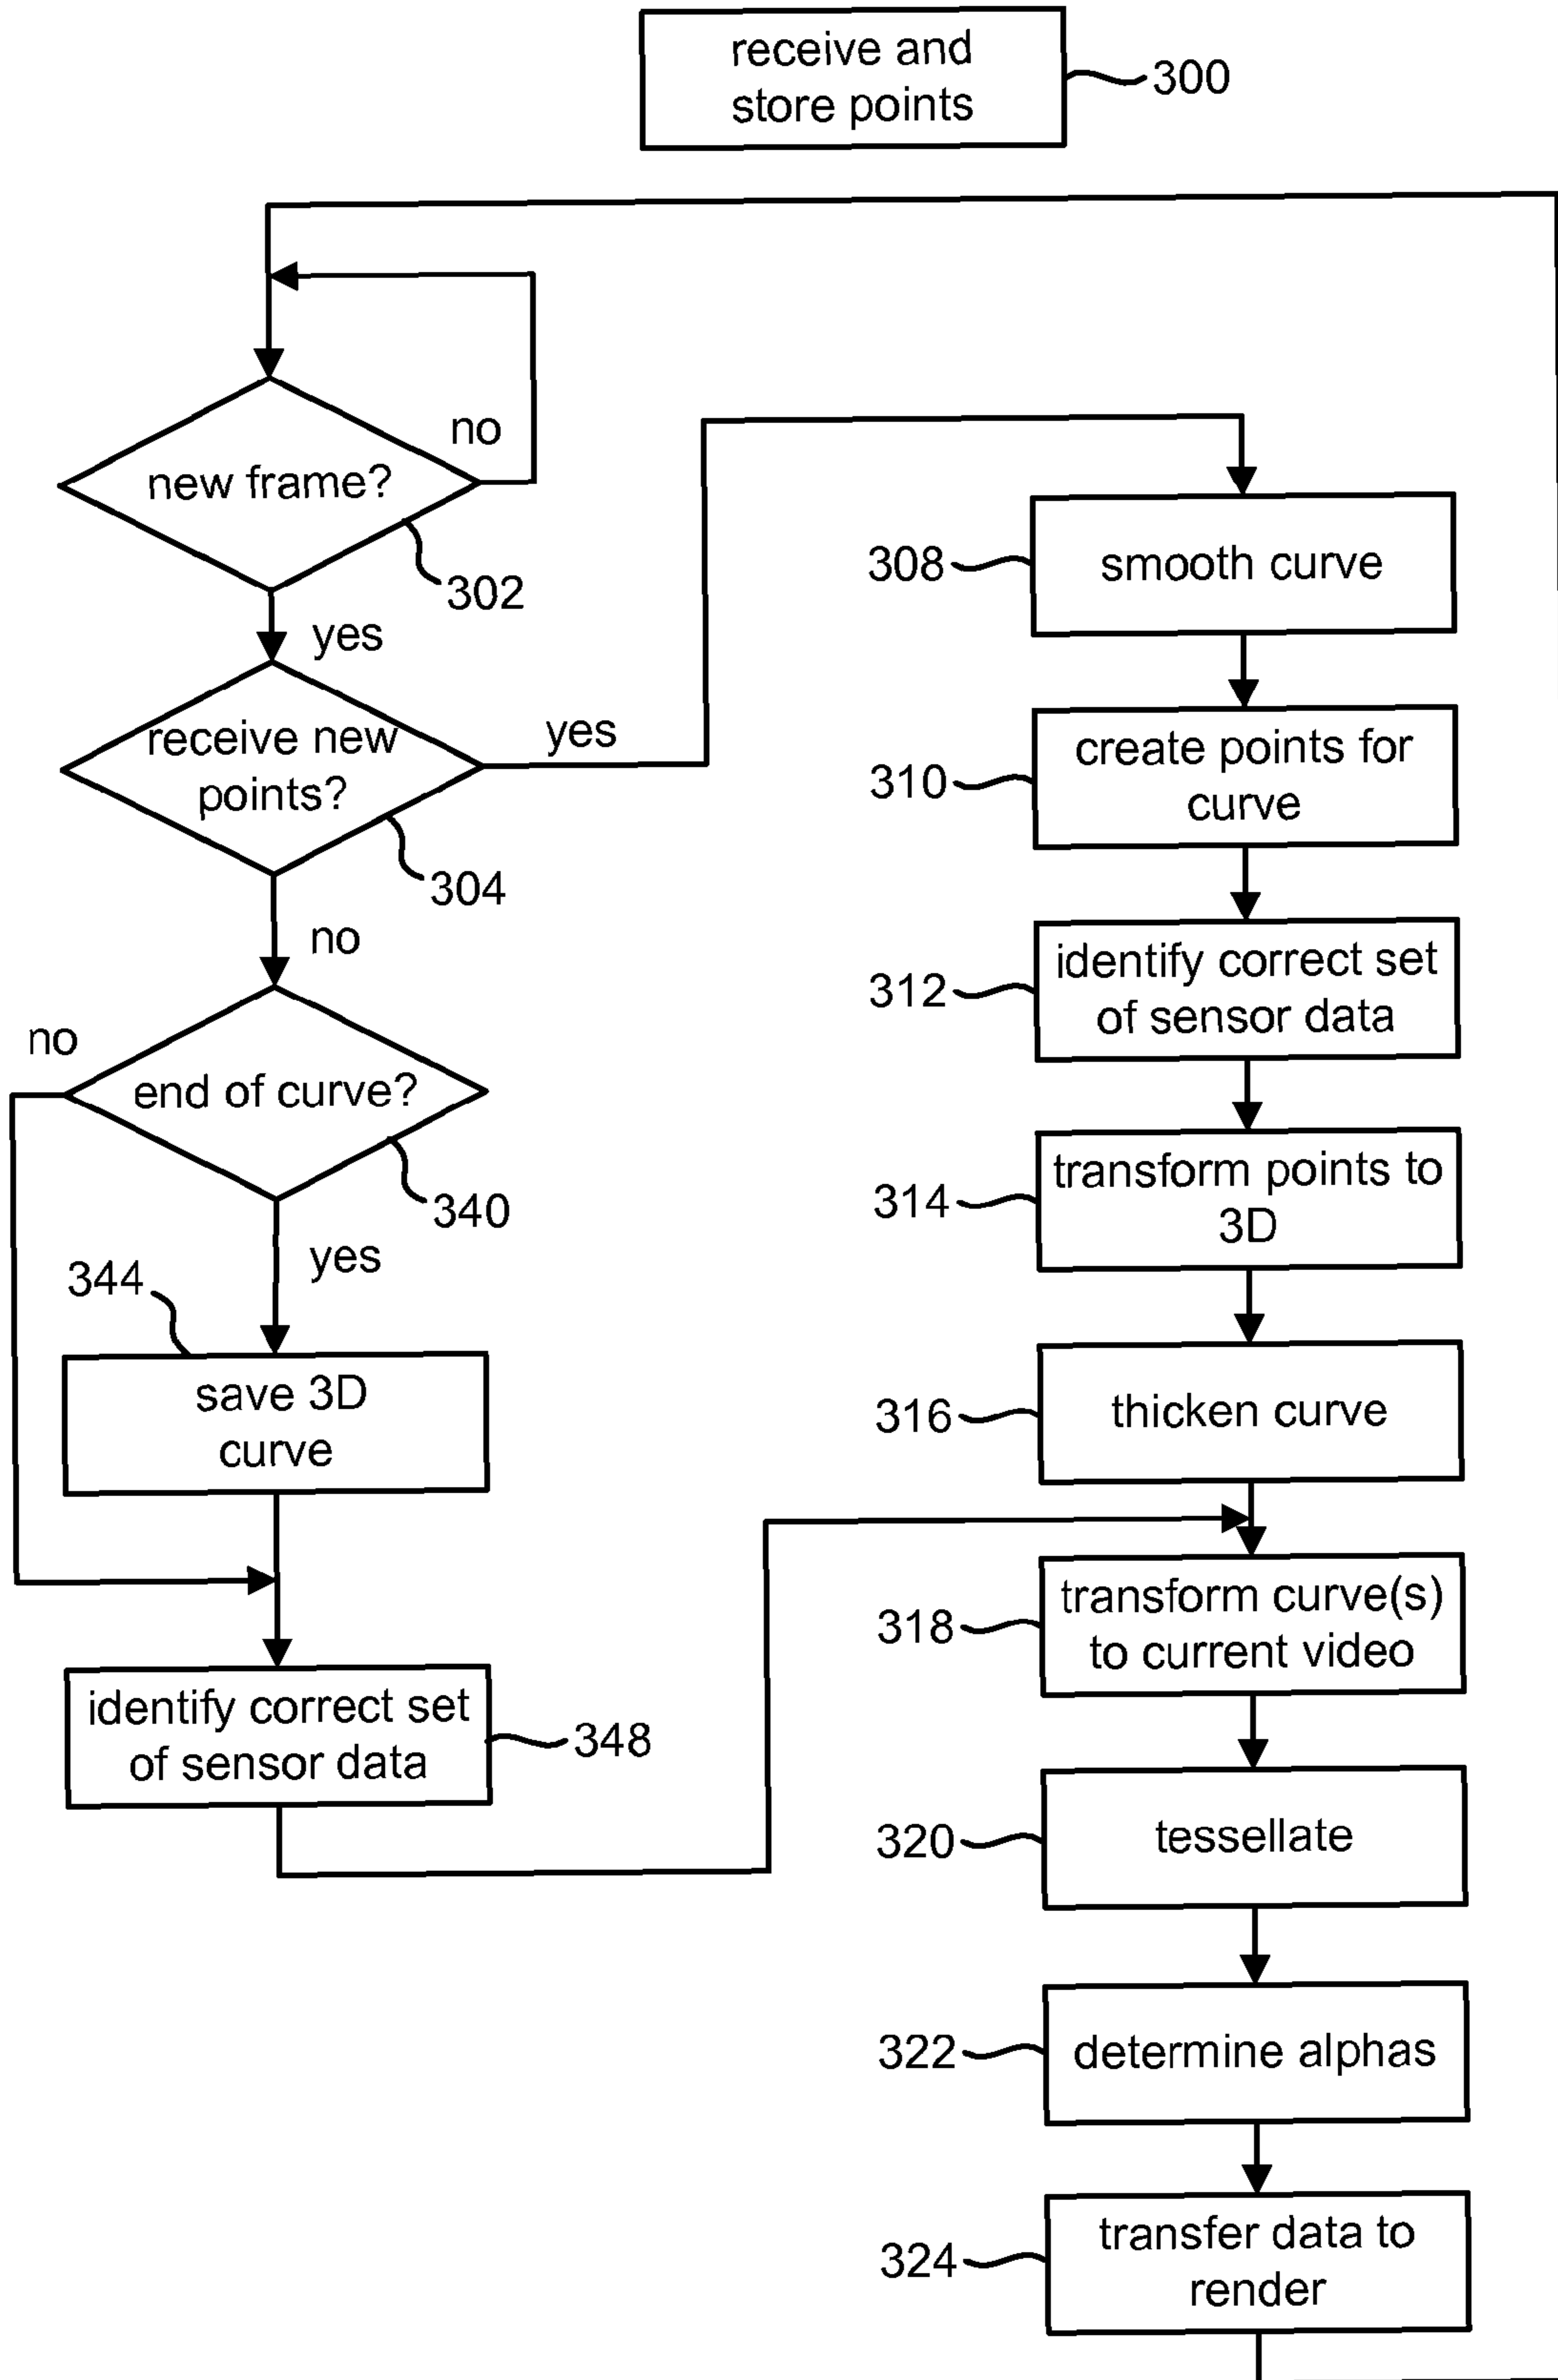 receive and
store points
300
no
new frame?
302
yes
receive new
points?
yes
304
no
no
end of curve?
340
yes
344
save 3D
curve
identify correct set
of sensor data
348
308
smooth curve
310
create points for
curve
312
identify correct set
of sensor data
314
transform points to
3D
316
thicken curve
318
transform curve(s)
to current video
320
tessellate
322
determine alphas
324
transfer data to
render